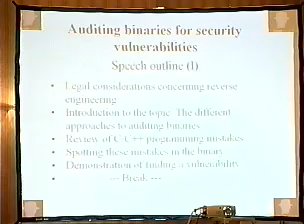 Auditing binaries for security
vulnerabilities
Speech outline (1)
• Legal considerations concerning reverse
engineering
• Introduction to the topic: The different
approaches to auditing binaries
• Review of C/C++ programming mistakes
• Spotting these mistakes in the binary
• Demonstration of finding a vulnerability
• --- Break ---